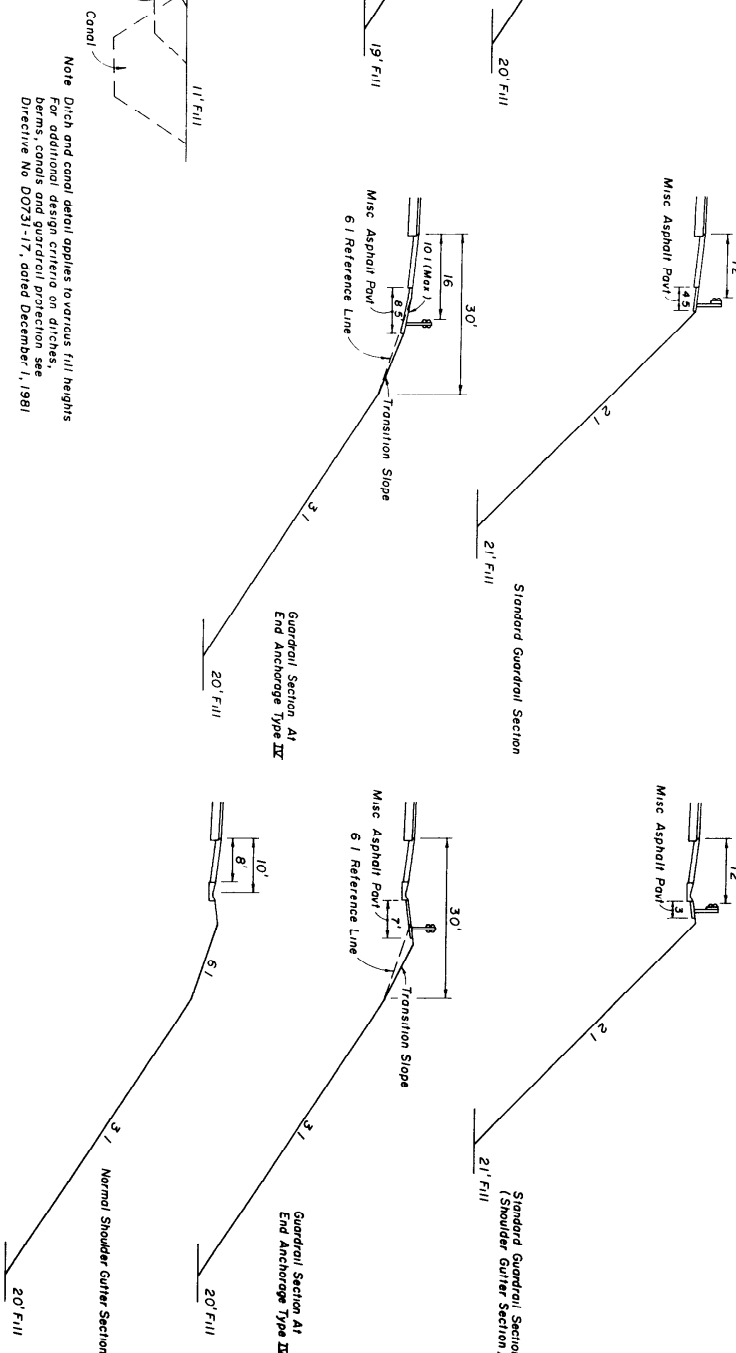 Canal
11' Fill
Note Ditch and canal detail applies to various fill heights
For additional design criteria on ditches,
berms, canals and guardrail protection see
Directive No D0731-17, dated December 1, 1981
19' Fill
20' Fill
12
Misc Asphalt Pavt
4 5
2
1
21' Fill
Standard Guardrail Section
30'
16
10 1 (Max)
8 5'
Misc Asphalt Pavt
6 1 Reference Line
Transition Slope
3
1
20' Fill
Guardrail Section At
End Anchorage Type IV
12
Misc Asphalt Pavt
3
2
1
21' Fill
Standard Guardrail Section
(Shoulder Gutter Section
30'
7'
Misc Asphalt Pavt
6 1 Reference Line
Transition Slope
3
1
20' Fill
Guardrail Section At
End Anchorage Type
10'
8'
6 1
3
1
20' Fill
Normal Shoulder Gutter Section